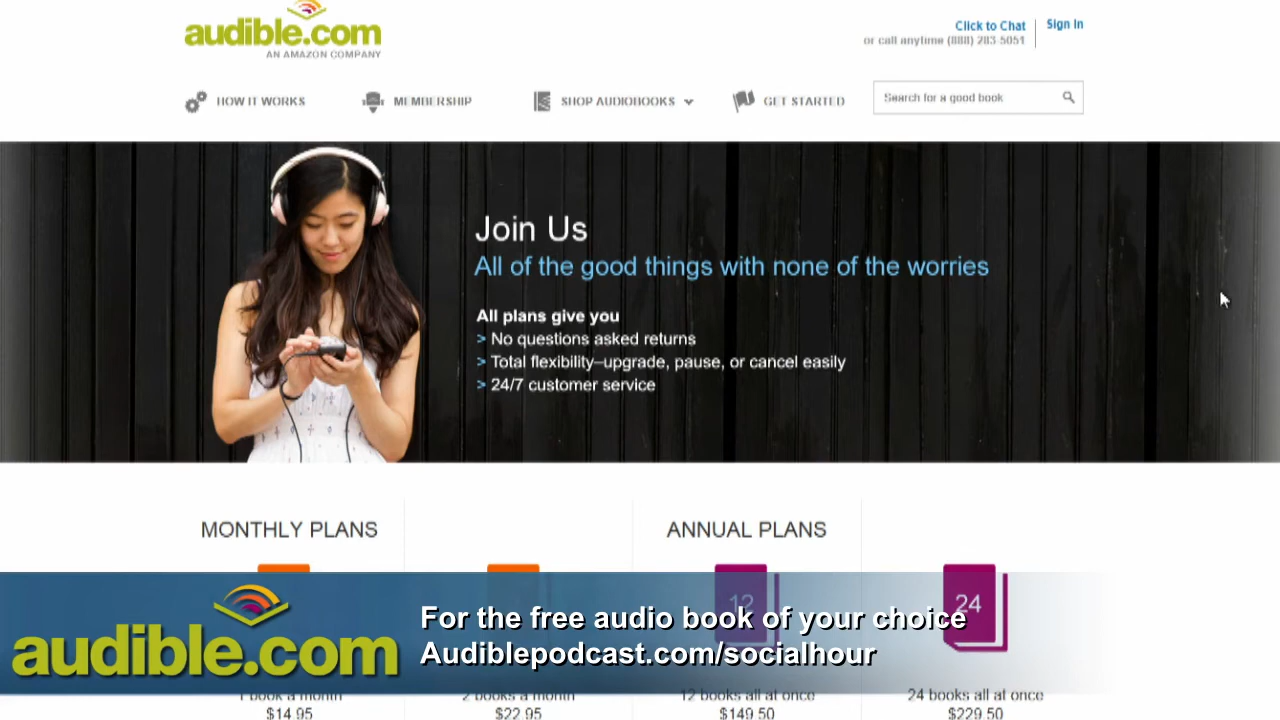 audible.com
AN AMAZON COMPANY
Click to Chat
Sign In
or call anytime (888) 283-5051
HOW IT WORKS
MEMBERSHIP
SHOP AUDIOBOOKS
GET STARTED
Search for a good book
Join Us
All of the good things with none of the worries
All plans give you
> No questions asked returns
> Total flexibility–upgrade, pause, or cancel easily
> 24/7 customer service
MONTHLY PLANS
ANNUAL PLANS
12
24
audible.com
For the free audio book of your choice
Audiblepodcast.com/socialhour
1 book a month
2 books a month
12 books all at once
24 books all at once
$14.95
$22.95
$149.50
$229.50